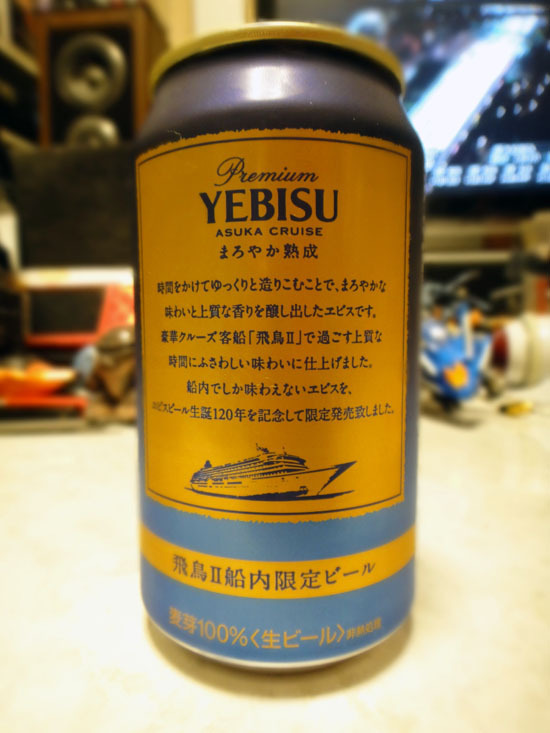 Premium
YEBISU
ASUKA CRUISE
まろやか熟成
時間をかけてゆっくりと造りこむことで、まろやかな
味わいと上質な香りを醸し出したヱビスです。
豪華クルーズ客船「飛鳥Ⅱ」で過ごす上質な
時間にふさわしい味わいに仕上げました。
船内でしか味わえないヱビスを、
ヱビスビール生誕120年を記念して限定発売致しました。
飛鳥Ⅱ船内限定ビール
麦芽100%〈生ビール〉非熱処理